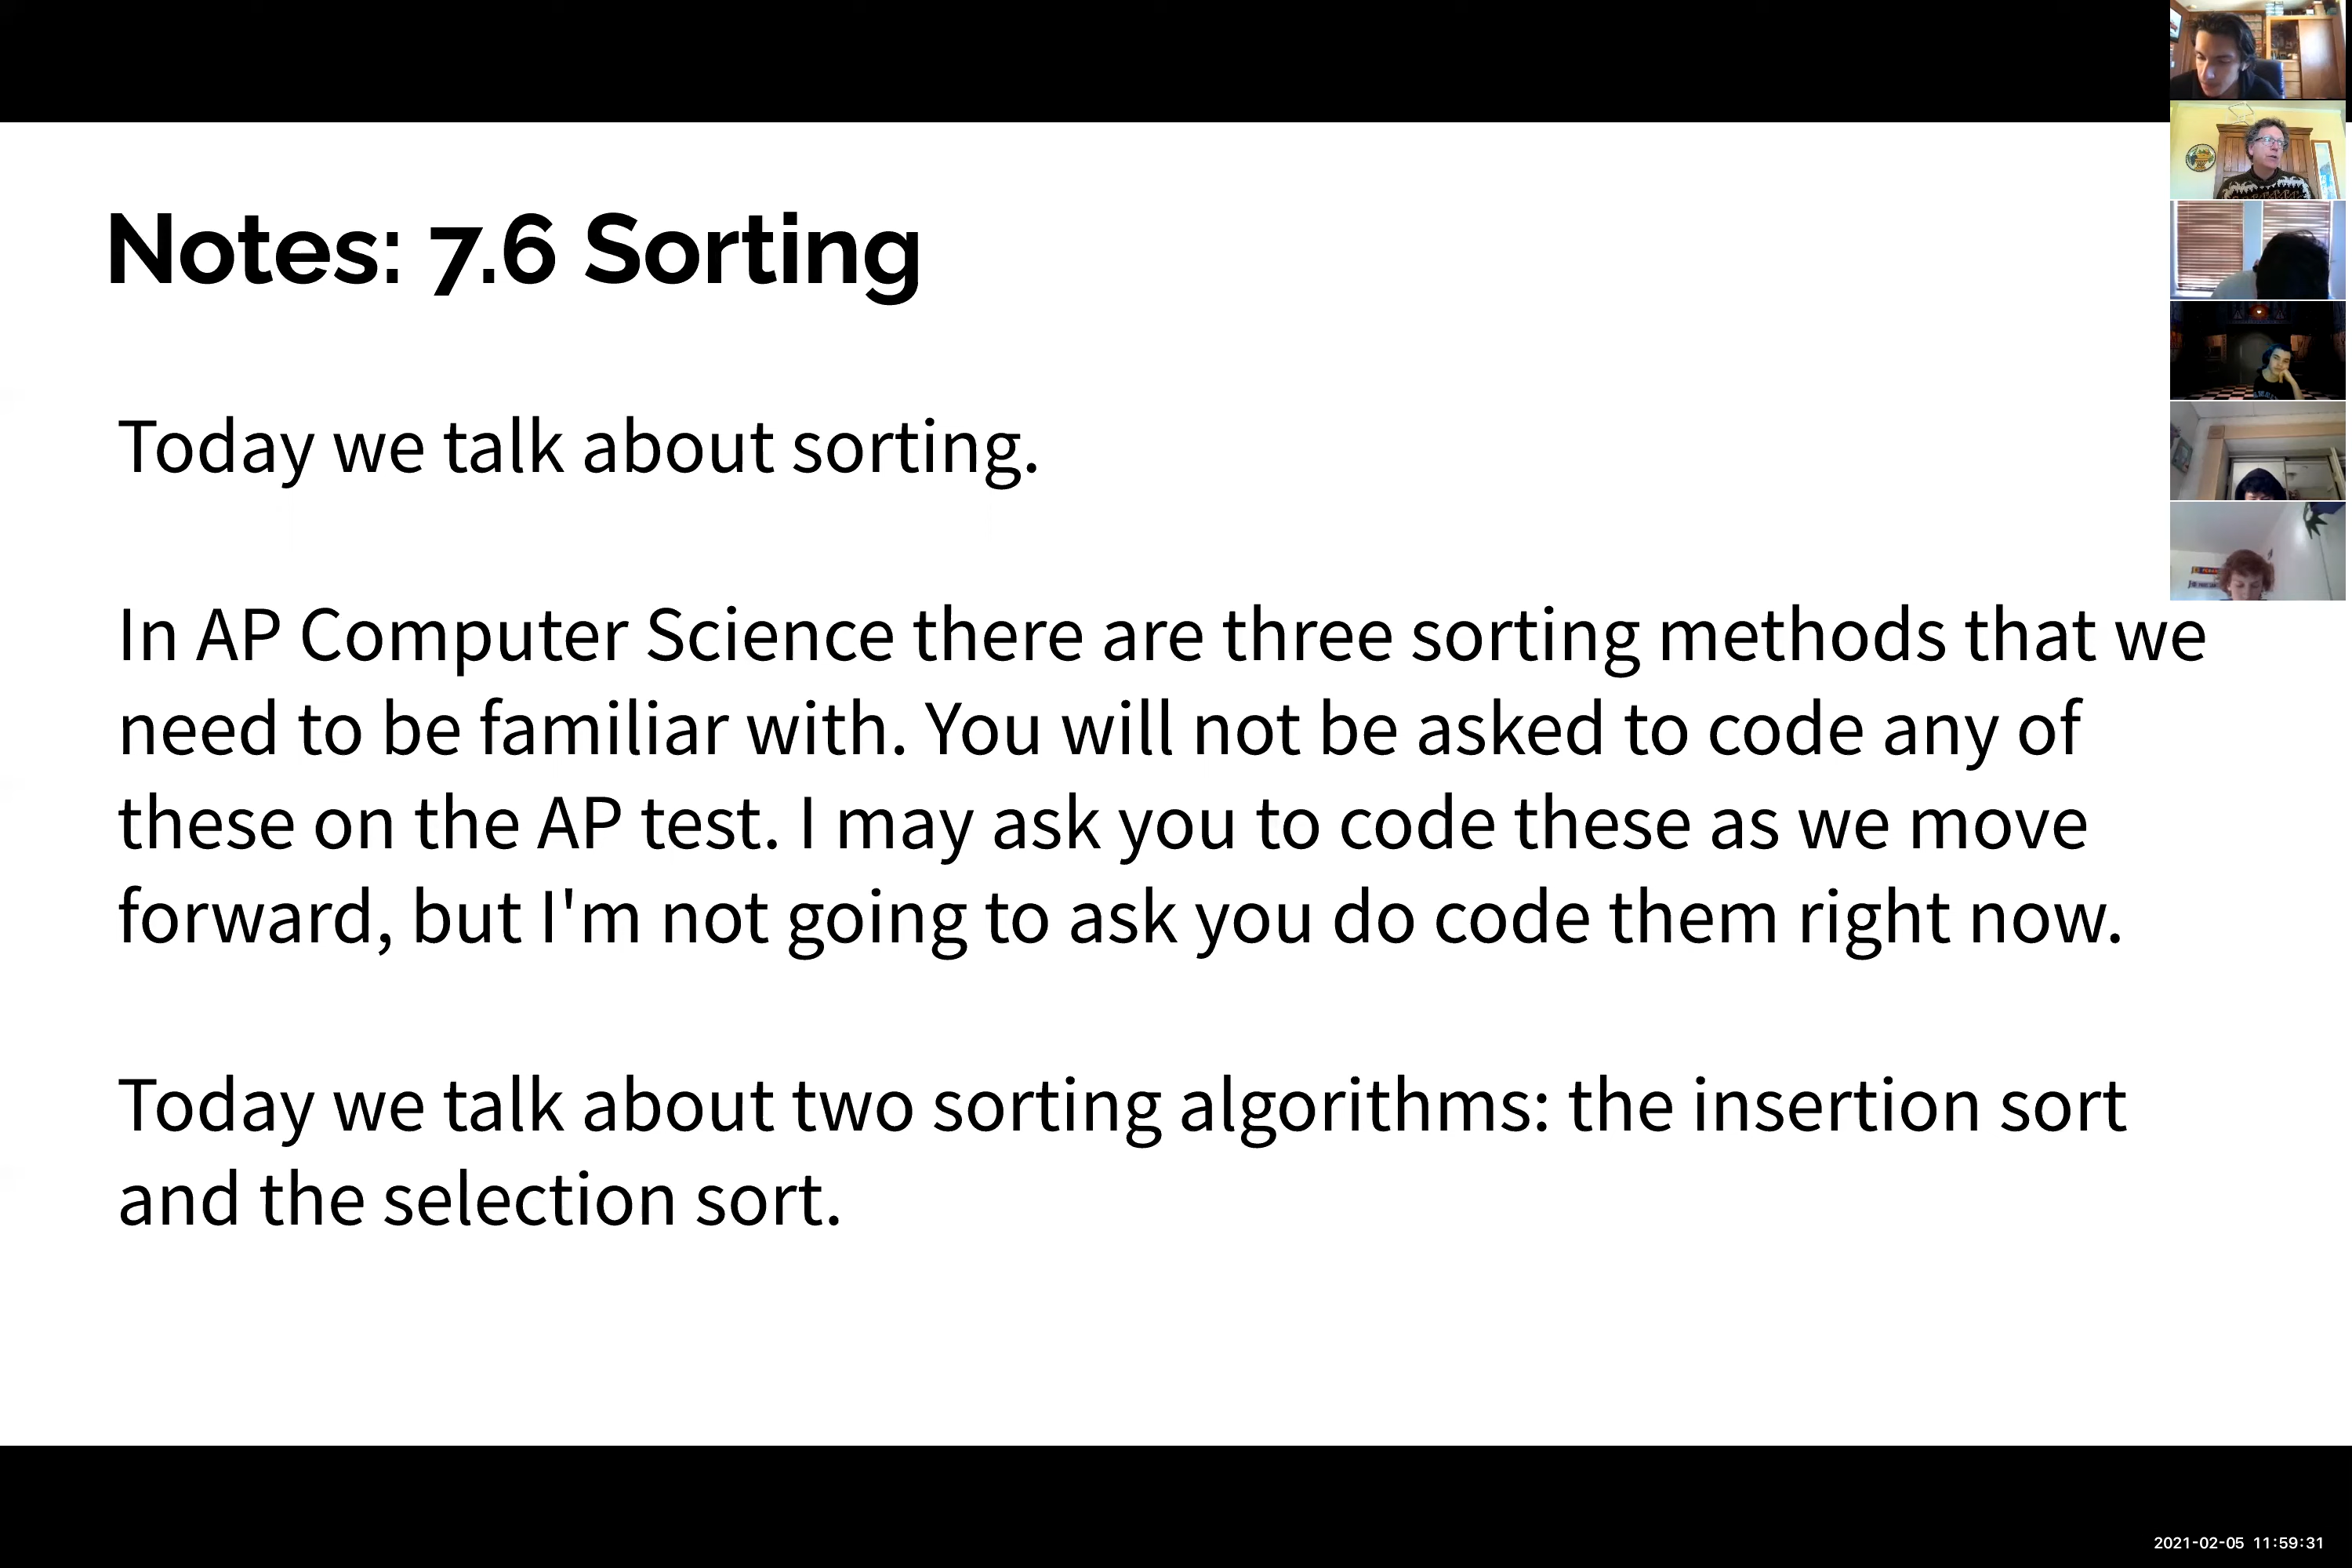 Notes: 7.6 Sorting
Today we talk about sorting.
In AP Computer Science there are three sorting methods that we
need to be familiar with. You will not be asked to code any of
these on the AP test. I may ask you to code these as we move
forward, but I'm not going to ask you do code them right now.
Today we talk about two sorting algorithms: the insertion sort
and the selection sort.
2021-02-05 11:59:31